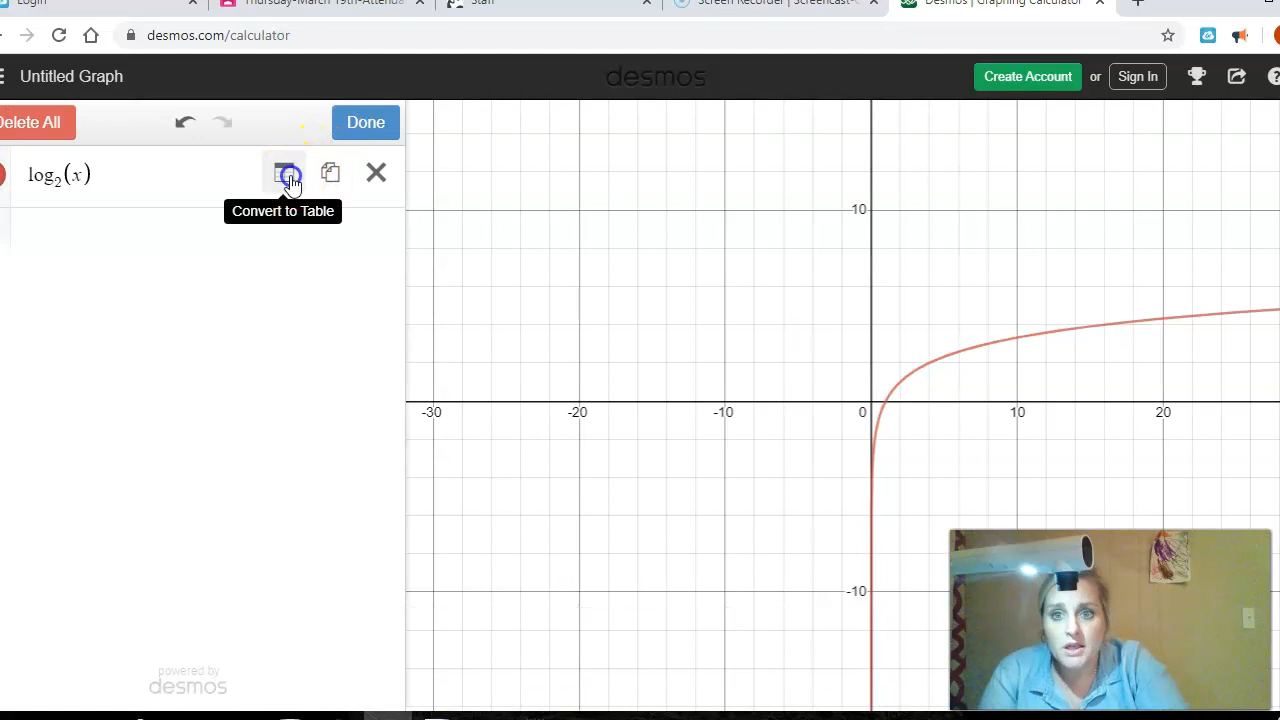 Login
Thursday-March 19th-Attenda
Staff
Screen Recorder | Screencast-
Desmos | Graphing Calculator
desmos.com/calculator
Untitled Graph
desmos
Create Account
or
Sign In
Delete All
Done
log2(x)
Convert to Table
10
-30
-20
-10
0
10
20
-10
powered by
desmos